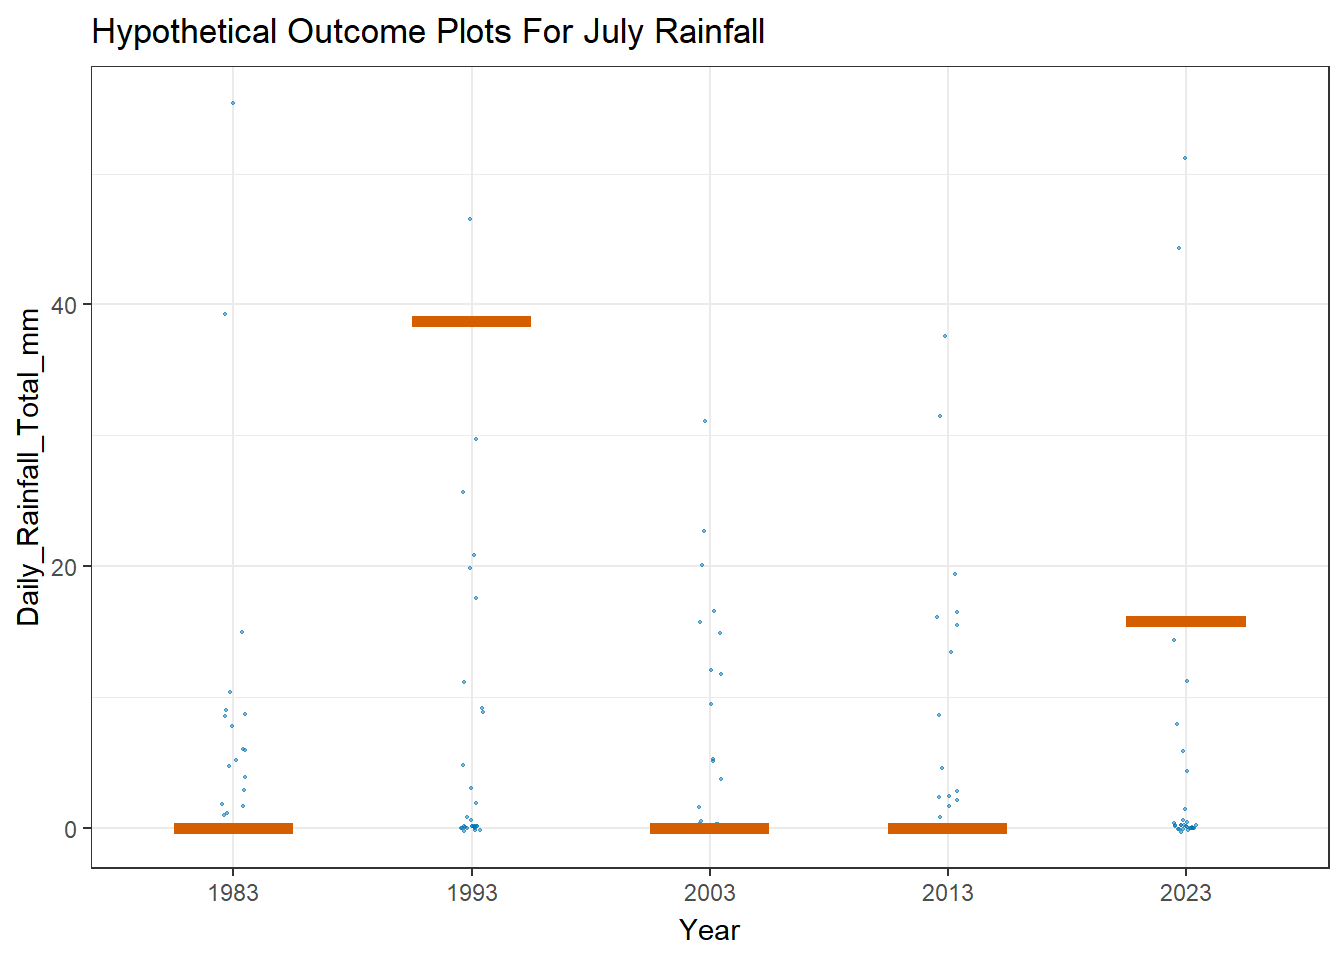 Hypothetical Outcome Plots For July Rainfall
Daily_Rainfall_Total_mm
40
20
0
1983 1993 2003 2013 2023
Year